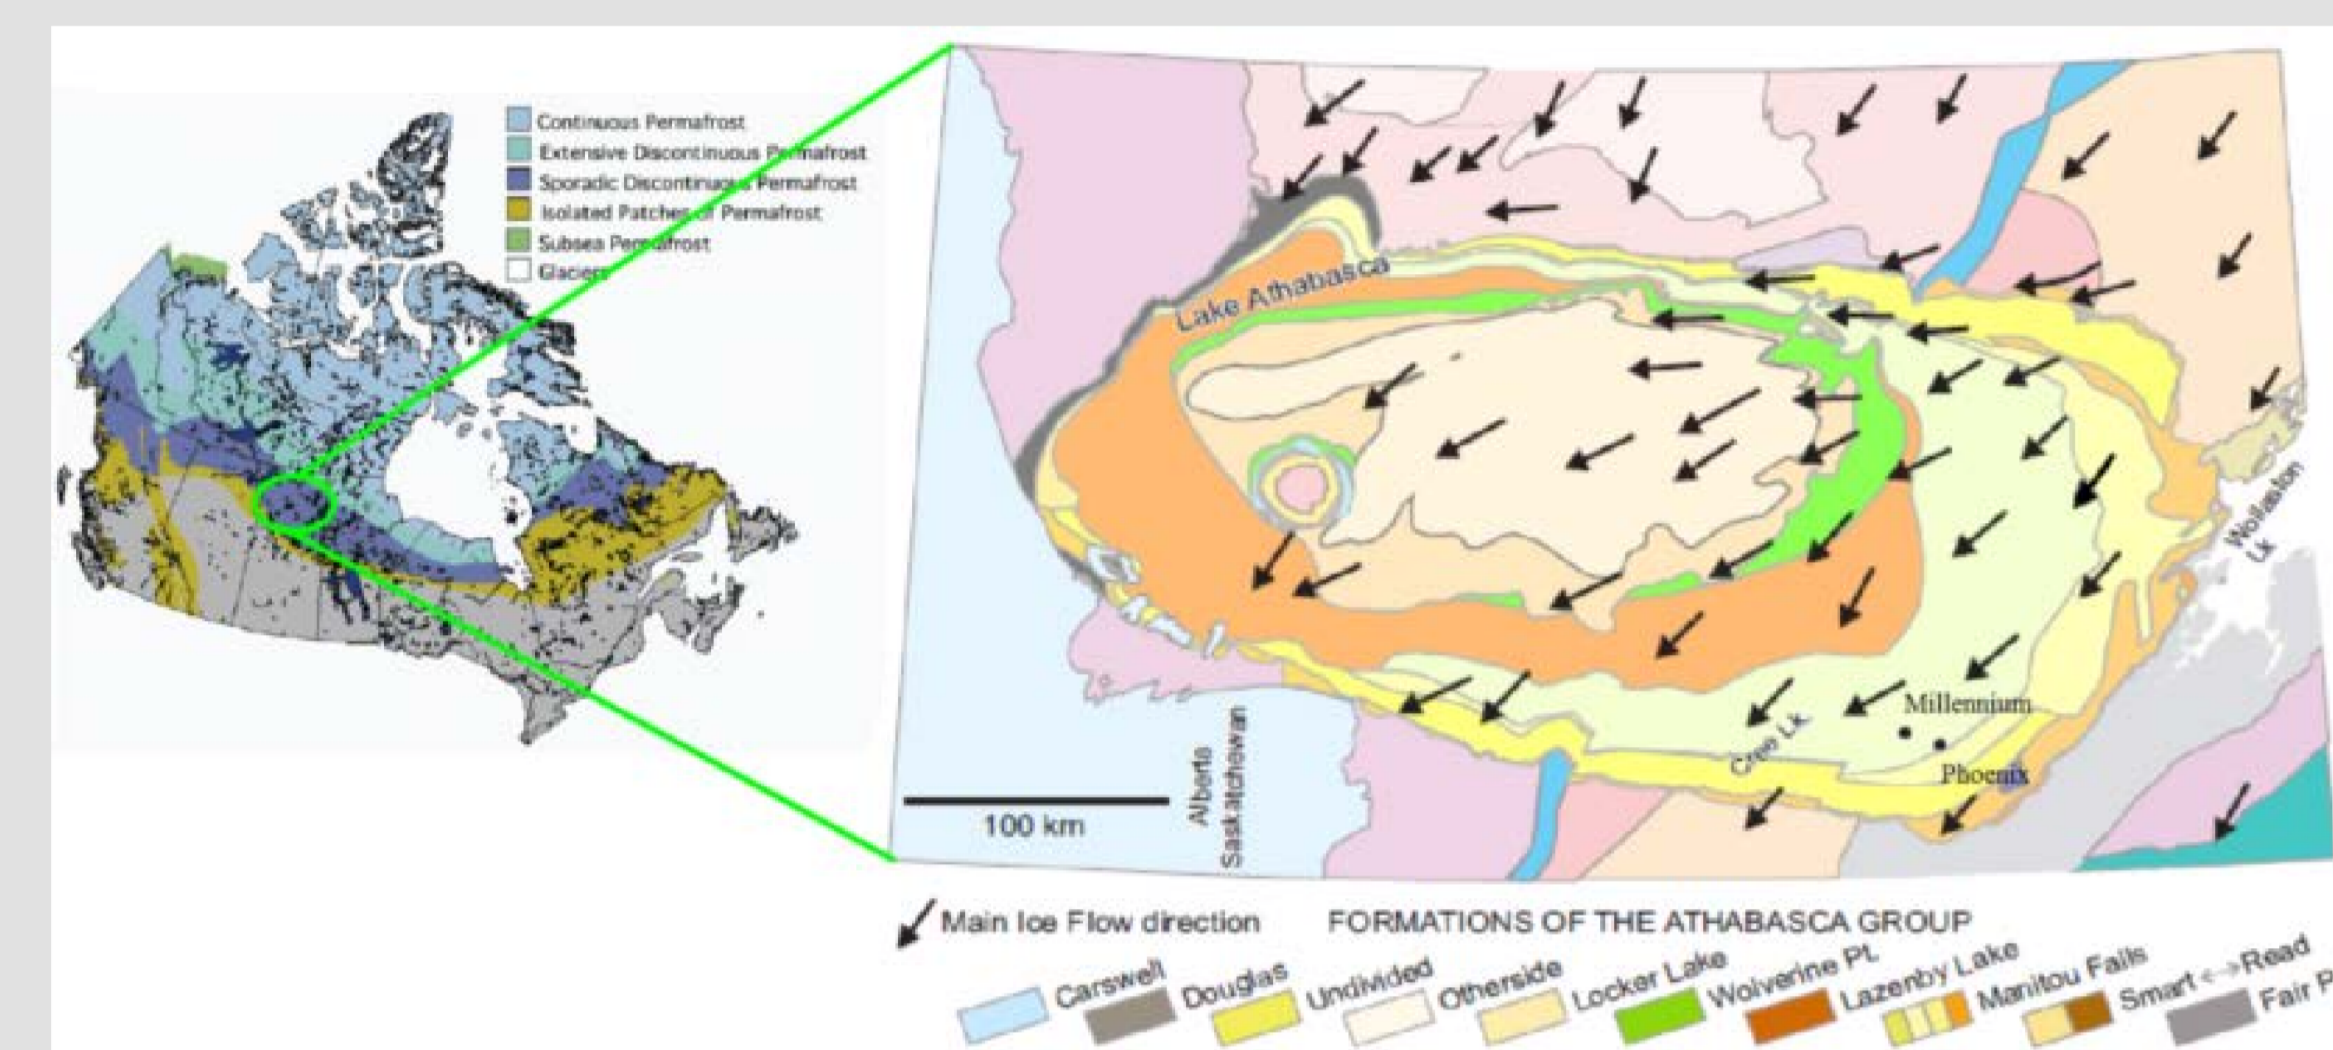 Continuous Permafrost
Extensive Discontinuous Permafrost
Sporadic Discontinuous Permafrost
Isolated Patches of Permafrost
Subsea Permafrost
Glaciers
Lake Athabasca
Wollaston
Lk
Millennium
Cree Lk
Phoenix
Alberta
Saskatchewan
100 km
Main Ice Flow direction
FORMATIONS OF THE ATHABASCA GROUP
Carswell
Douglas
Undivided
Otherside
Locker Lake
Wolverine Pt.
Lazenby Lake
Manitou Falls
Smart <-->Read
Fair P